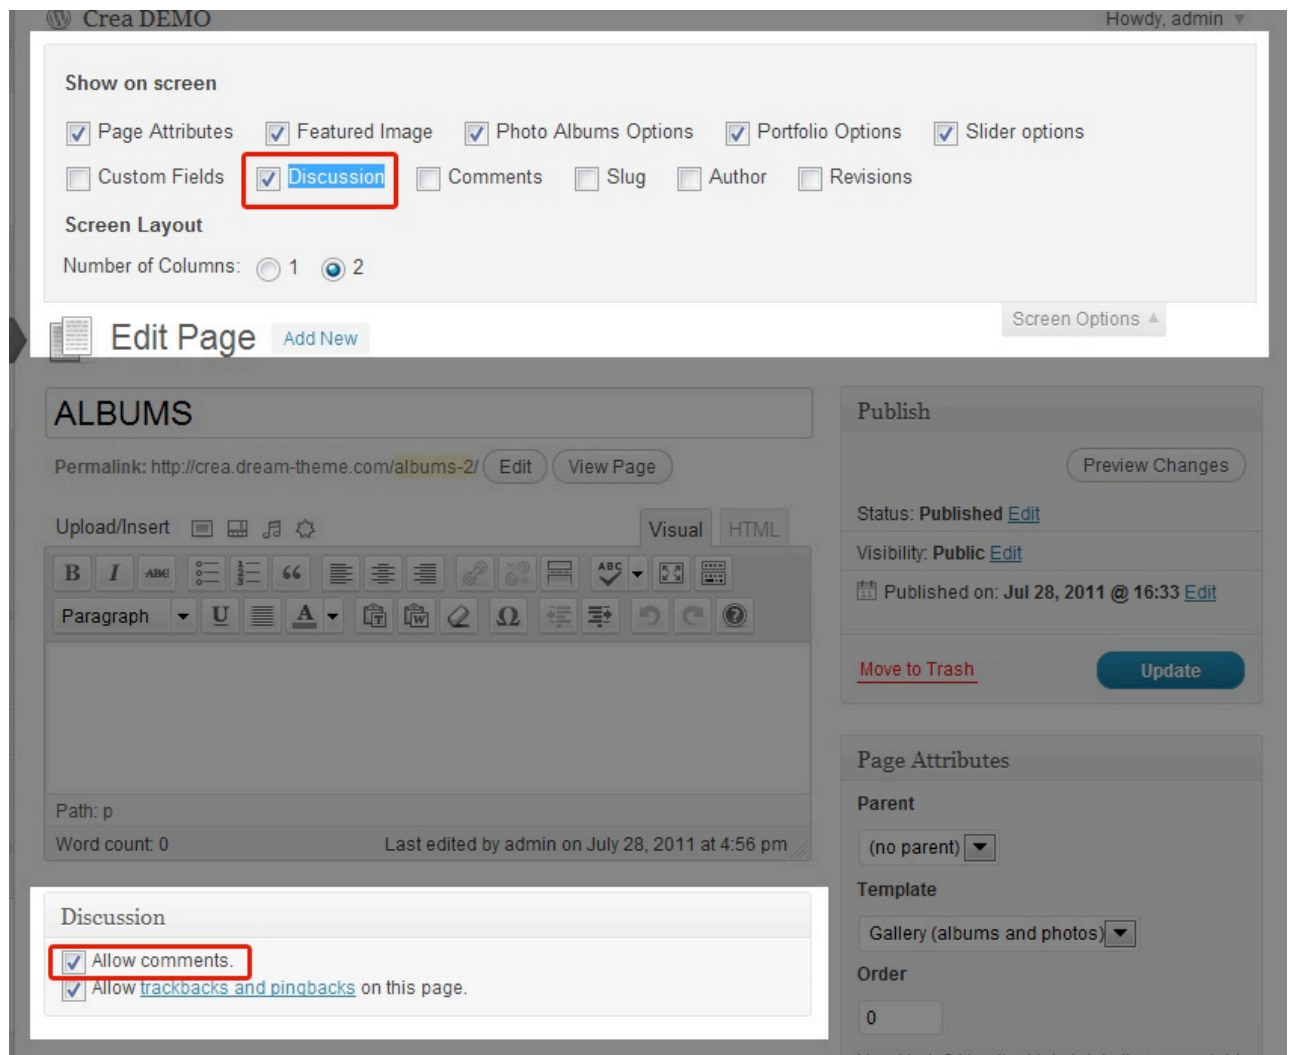 Crea DEMO
Howdy, admin
Show on screen
Page Attributes Featured Image Photo Albums Options Portfolio Options Slider options
Custom Fields Discussion Comments Slug Author Revisions
Screen Layout
Number of Columns: 1 2
Screen Options
Edit Page Add New
ALBUMS
Permalink: http://crea.dream-theme.com/albums-2/ Edit View Page
Upload/Insert Visual HTML
B I ABC 1 2 3 “ ABC
Paragraph U A T W Ω ?
Path: p
Word count: 0 Last edited by admin on July 28, 2011 at 4:56 pm
Discussion
Allow comments.
Allow trackbacks and pingbacks on this page.
Publish
Preview Changes
Status: Published Edit
Visibility: Public Edit
Published on: Jul 28, 2011 @ 16:33 Edit
Move to Trash Update
Page Attributes
Parent
(no parent)
Template
Gallery (albums and photos)
Order
0